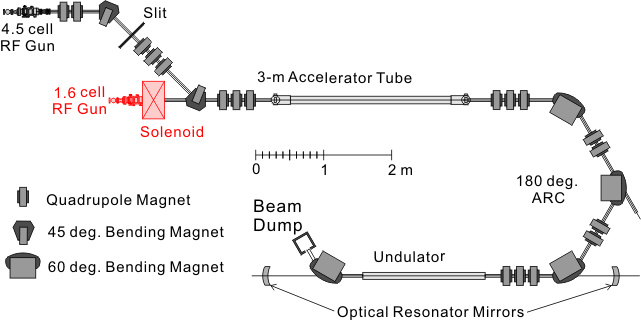 Slit
4.5 cell
RF Gun
3-m Accelerator Tube
1.6 cell
RF Gun
Solenoid
0 1 2 m
180 deg.
ARC
Quadrupole Magnet
45 deg. Bending Magnet
60 deg. Bending Magnet
Beam
Dump
Undulator
Optical Resonator Mirrors